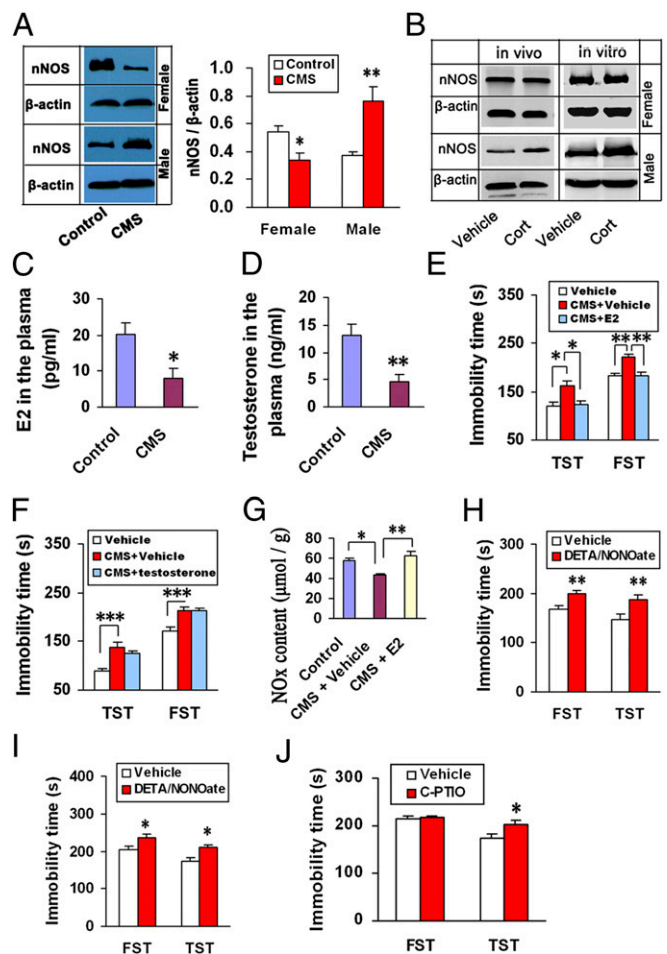 A
nNOS
β-actin
nNOS
β-actin
Female
Male
Control
CMS
nNOS / β-actin
1.0
0.8
0.6
0.4
0.2
0.0
Control
CMS
*
**
Female
Male
B
in vivo
in vitro
nNOS
β-actin
nNOS
β-actin
Female
Male
Vehicle
Cort
Vehicle
Cort
C
E2 in the plasma
(pg/ml)
30
20
10
0
*
Control
CMS
D
Testosterone in the
plasma (ng/ml)
20
15
10
5
0
**
Control
CMS
E
Immobility time (s)
250
150
50
Vehicle
CMS+Vehicle
CMS+E2
* *
** **
TST
FST
F
Immobility time (s)
250
150
50
Vehicle
CMS+Vehicle
CMS+testosterone
***
***
TST
FST
G
NOx content (μmol / g)
80
60
40
20
0
* **
Control
CMS + Vehicle
CMS + E2
H
Immobility time (s)
300
200
100
0
Vehicle
DETA/NONOate
**
**
FST
TST
I
Immobility time (s)
400
300
200
100
0
Vehicle
DETA/NONOate
*
*
FST
TST
J
Immobility time (s)
300
200
100
0
Vehicle
C-PTIO
*
FST
TST